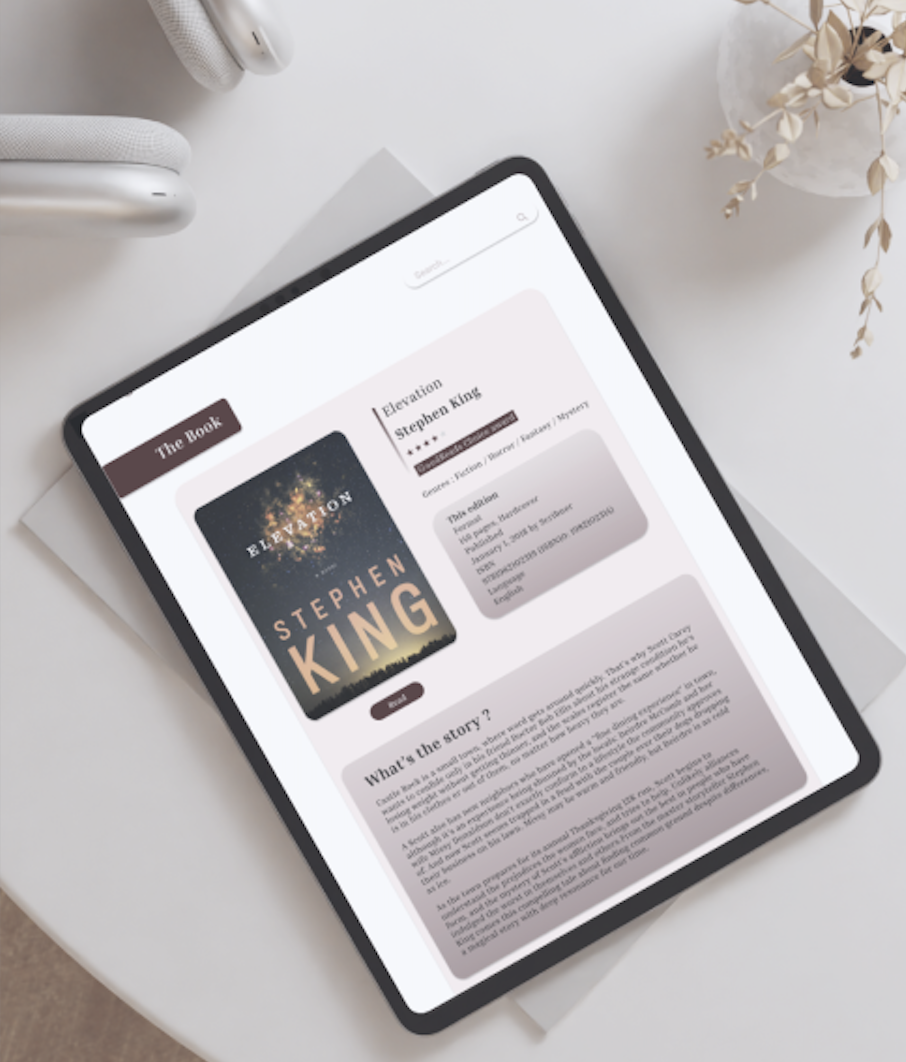 Search...
The Book
Elevation
Stephen King
GoodReads Choice award
Genres : Fiction / Horror / Fantasy / Mystery
ELEVATION
A NOVEL
STEPHEN
KING
Read
This edition
Format
160 pages, Hardcover
Published
January 1, 2018 by Scribner
ISBN
Language
English
What's the story ?
Castle Rock is a small town, where word gets around quickly. That's why Scott Carey
wants to confide only in his friend Doctor Bob Ellis about his strange condition he's
losing weight without getting thinner, and the scales register the same whether he
is in his clothes or out of them, no matter how heavy they are.
A Scott also has new neighbors who have opened a "fine dining experience" in town,
although it's an experience being shunned by the locals. Deirdre McComb and her
wife Missy Donaldson don't exactly conform to a lifestyle the community approves
of. And now Scott seems trapped in a feud with the couple over their dogs dropping
their business on his lawn. Missy may be warm and friendly, but Deirdre is as cold
as ice.
As the town prepares for its annual Thanksgiving 12K run, Scott begins to
understand the prejudices the women face, and tries to help. Unlikely alliances
form, and the mystery of Scott's affliction brings out the best in people who have
indulged the worst in themselves and others.From the master storyteller Stephen
King comes this compelling tale about finding common ground despite differences,
a magical story with deep resonance for our time.